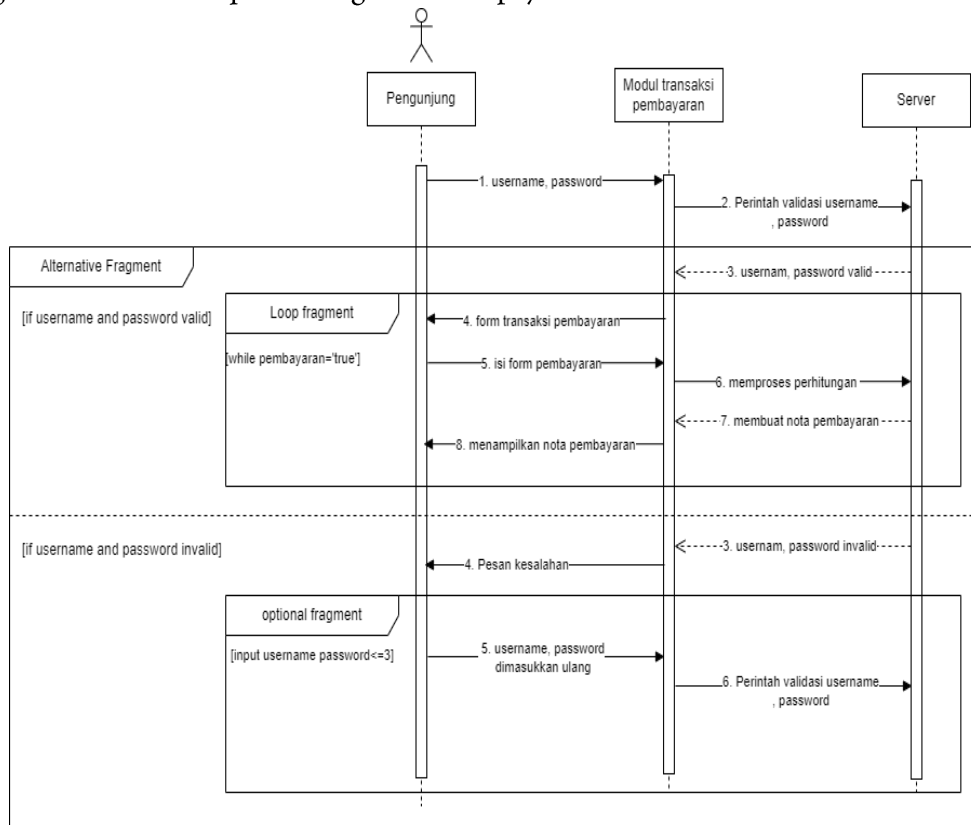 Pengunjung
Modul transaksi
pembayaran
Server
1. username, password
2. Perintah validasi username
, password
Alternative Fragment
3. usernam, password valid
[if username and password valid]
Loop fragment
4. form transaksi pembayaran
[while pembayaran='true']
5. isi form pembayaran
6. memproses perhitungan
7. membuat nota pembayaran
8. menampilkan nota pembayaran
[if username and password invalid]
3. usernam, password invalid
4. Pesan kesalahan
optional fragment
[input username password<=3]
5. username, password
dimasukkan ulang
6. Perintah validasi username
, password